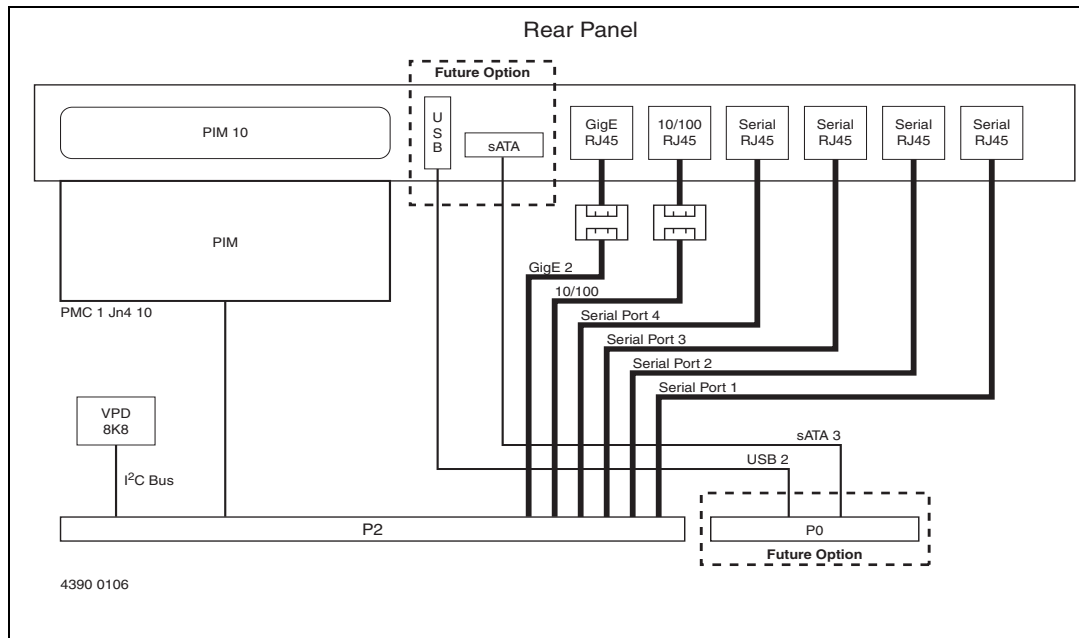 Rear Panel
Future Option
PIM 10
U
S
B
sATA
GigE
RJ45
10/100
RJ45
Serial
RJ45
Serial
RJ45
Serial
RJ45
Serial
RJ45
PIM
GigE 2
10/100
PMC 1 Jn4 10
Serial Port 4
Serial Port 3
Serial Port 2
Serial Port 1
VPD
8K8
sATA 3
USB 2
I²C Bus
P2
P0
Future Option
4390 0106